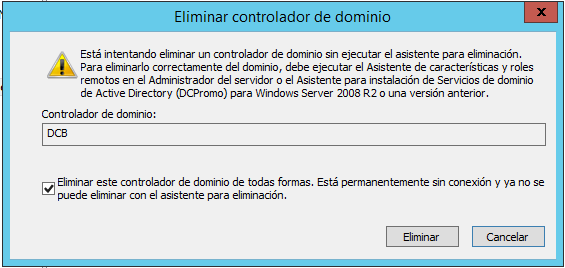 Eliminar controlador de dominio
x
Está intentando eliminar un controlador de dominio sin ejecutar el asistente para eliminación.
Para eliminarlo correctamente del dominio, debe ejecutar el Asistente de características y roles
remotos en el Administrador del servidor o el Asistente para instalación de Servicios de dominio
de Active Directory (DCPromo) para Windows Server 2008 R2 o una versión anterior.
Controlador de dominio:
DCB
Eliminar este controlador de dominio de todas formas. Está permanentemente sin conexión y ya no se
puede eliminar con el asistente para eliminación.
Eliminar
Cancelar